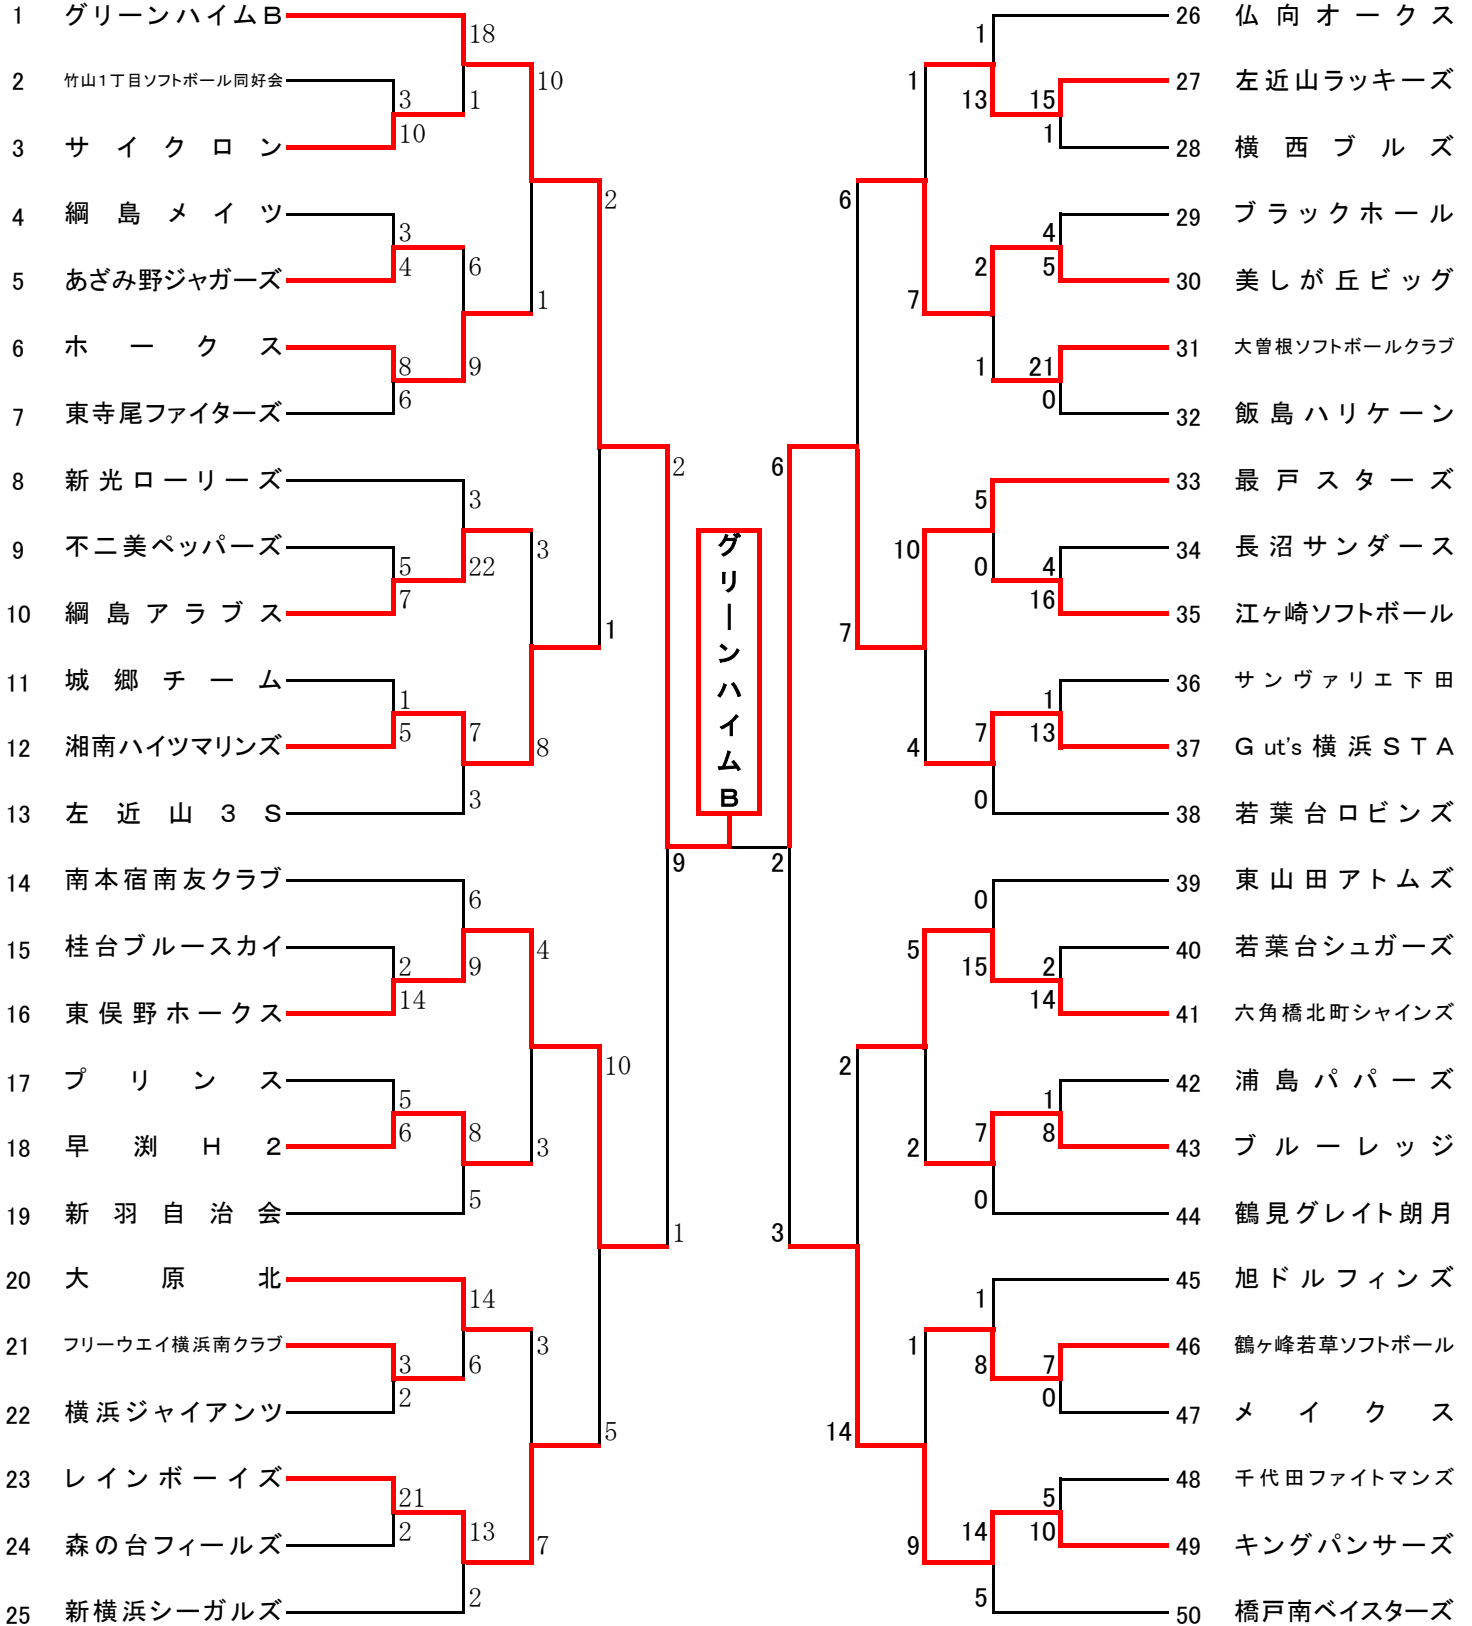 1 グリーンハイムB
2 竹山1丁目ソフトボール同好会
3 サイクロン
4 綱島メイツ
5 あざみ野ジャガーズ
6 ホークス
7 東寺尾ファイターズ
8 新光ローリーズ
9 不二美ペッパーズ
10 綱島アラブス
11 城郷チーム
12 湘南ハイツマリンズ
13 左近山3S
14 南本宿南友クラブ
15 桂台ブルースカイ
16 東俣野ホークス
17 プリンス
18 早渕H2
19 新羽自治会
20 大原北
21 フリーウエイ横浜南クラブ
22 横浜ジャイアンツ
23 レインボーイズ
24 森の台フィールズ
25 新横浜シーガルズ
3
10
3
4
8
6
5
7
1
5
2
14
5
6
3
2
21
2
18
1
6
9
3
22
7
3
6
9
8
5
14
6
13
2
10
1
3
8
4
3
3
7
2
1
10
5
2
1
9
グリーンハイムB
2
6
3
6
7
2
14
1
7
10
4
5
2
1
9
1
13
2
1
5
0
7
0
0
15
7
0
1
8
14
5
15
1
4
5
21
0
4
16
1
13
2
14
1
8
7
0
5
10
26 仏向オークス
27 左近山ラッキーズ
28 横西ブルズ
29 ブラックホール
30 美しが丘ビッグ
31 大曽根ソフトボールクラブ
32 飯島ハリケーン
33 最戸スターズ
34 長沼サンダース
35 江ヶ崎ソフトボール
36 サンヴァリエ下田
37 Gut's横浜STA
38 若葉台ロビンズ
39 東山田アトムズ
40 若葉台シュガーズ
41 六角橋北町シャインズ
42 浦島パパーズ
43 ブルーレッジ
44 鶴見グレイト朗月
45 旭ドルフィンズ
46 鶴ヶ峰若草ソフトボール
47 メイクス
48 千代田ファイトマンズ
49 キングパンサーズ
50 橋戸南ベイスターズ